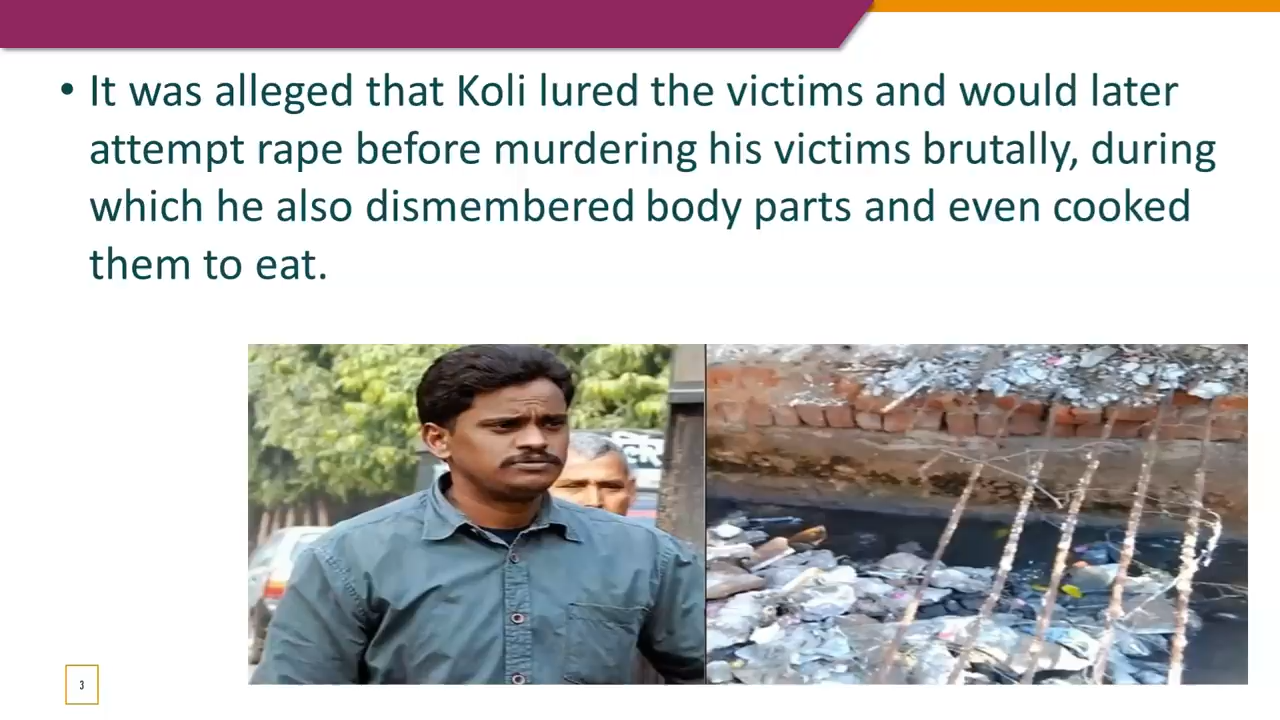 • It was alleged that Koli lured the victims and would later
attempt rape before murdering his victims brutally, during
which he also dismembered body parts and even cooked
them to eat.
3